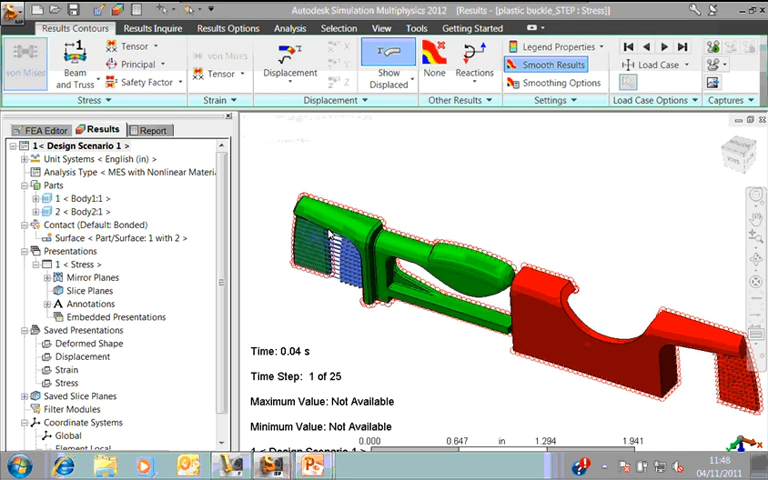 Autodesk Simulation Multiphysics 2012 - [Results - [plastic buckle_STEP : Stress]]
Results Contours
Results Inquire
Results Options
Analysis
Selection
View
Tools
Getting Started
von Mises
Beam and Truss
Tensor
Principal
Safety Factor
von Mises
Tensor
Displacement
X
Y
Z
Show Displaced
None
Reactions
Legend Properties
Smooth Results
Smoothing Options
Load Case
Stress
Strain
Displacement
Other Results
Settings
Load Case Options
Captures
FEA Editor
Results
Report
1< Design Scenario 1 >
Unit Systems < English (in) >
Analysis Type < MES with Nonlinear Materi
Parts
1 < Body1:1 >
2 < Body2:1 >
Contact (Default: Bonded)
Surface < Part/Surface: 1 with 2 >
Presentations
1 < Stress >
Mirror Planes
Slice Planes
Annotations
Embedded Presentations
Saved Presentations
Deformed Shape
Displacement
Strain
Stress
Saved Slice Planes
Filter Modules
Coordinate Systems
Global
Element Local
Time: 0.04 s
Time Step: 1 of 25
Maximum Value: Not Available
Minimum Value: Not Available
1 < Design Scenario 1 >
0.000
0.647
in
1.294
1.941
11:48
04/11/2011